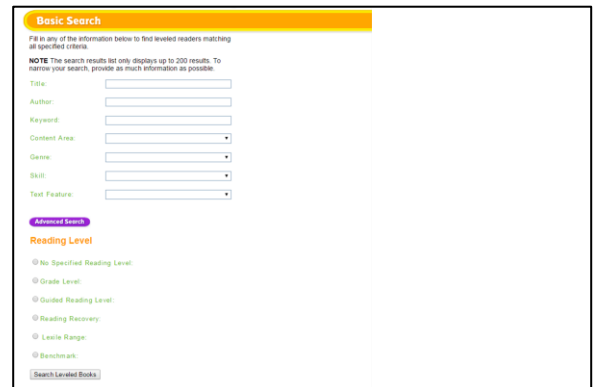 Basic Search
Fill in any of the information below to find leveled readers matching
all specified criteria.
NOTE The search results list only displays up to 200 results. To
narrow your search, provide as much information as possible.
Title:
Author:
Keyword:
Content Area:
Genre:
Skill:
Text Feature:
Advanced Search
Reading Level
No Specified Reading Level:
Grade Level:
Guided Reading Level:
Reading Recovery:
Lexile Range:
Benchmark:
Search Leveled Books